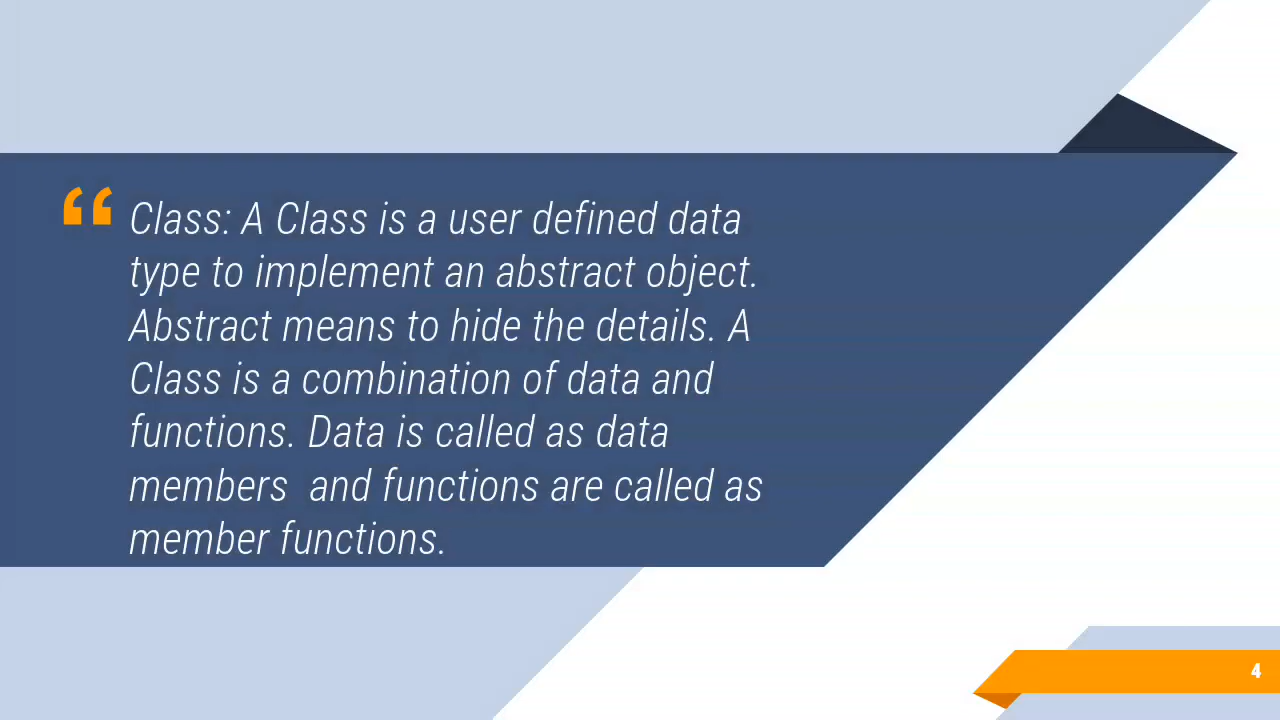 “ Class: A Class is a user defined data
type to implement an abstract object.
Abstract means to hide the details. A
Class is a combination of data and
functions. Data is called as data
members  and functions are called as
member functions.
4